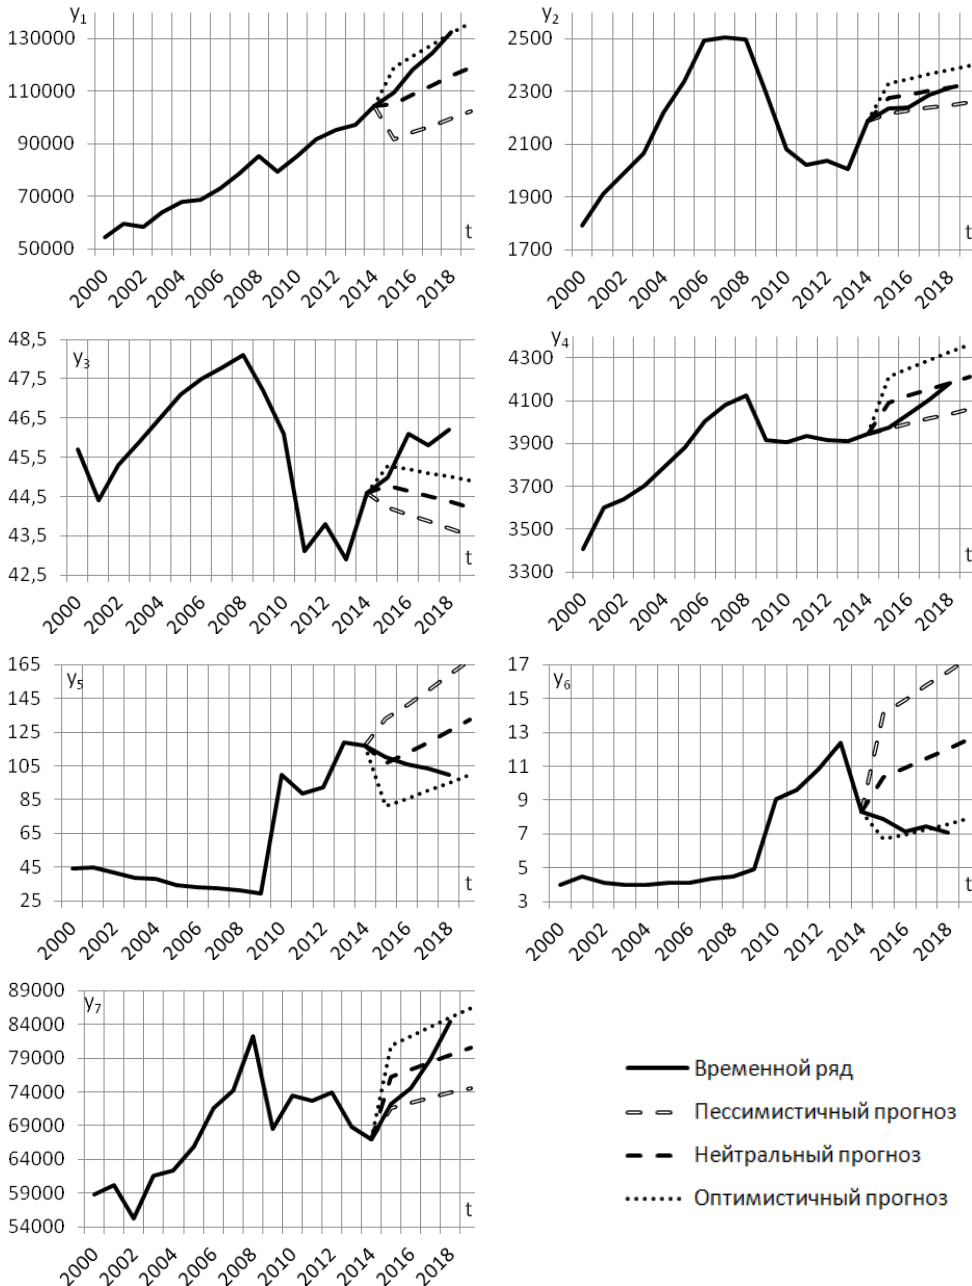 y₁
130000
110000
90000
70000
50000
t
2000 2002 2004 2006 2008 2010 2012 2014 2016 2018
y₂
2500
2300
2100
1900
1700
t
2000 2002 2004 2006 2008 2010 2012 2014 2016 2018
y₃
48,5
47,5
46,5
45,5
44,5
43,5
42,5
t
2000 2002 2004 2006 2008 2010 2012 2014 2016 2018
y₄
4300
4100
3900
3700
3500
3300
t
2000 2002 2004 2006 2008 2010 2012 2014 2016 2018
y₅
165
145
125
105
85
65
45
25
t
2000 2002 2004 2006 2008 2010 2012 2014 2016 2018
y₆
17
15
13
11
9
7
5
3
t
2000 2002 2004 2006 2008 2010 2012 2014 2016 2018
y₇
89000
84000
79000
74000
69000
64000
59000
54000
t
2000 2002 2004 2006 2008 2010 2012 2014 2016 2018
Временной ряд
Пессимистичный прогноз
Нейтральный прогноз
Оптимистичный прогноз